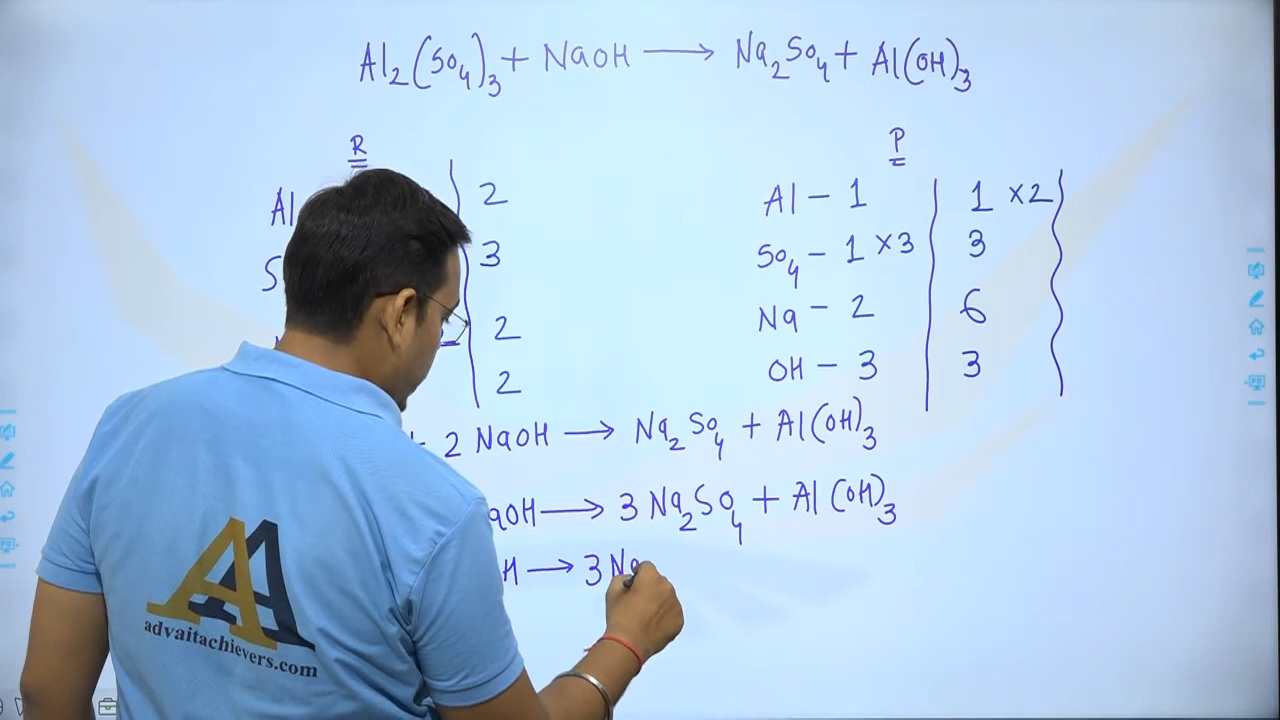 Al₂(SO₄)₃ + NaOH → Na₂SO₄ + Al(OH)₃
R
P
Al 2
Al - 1 1 ×2
S 3
SO₄ - 1 ×3 3
2
Na - 2 6
2
OH - 3 3
+ 2 NaOH → Na₂SO₄ + Al(OH)₃
aOH → 3 Na₂SO₄ + Al(OH)₃
H → 3 Na
AA
advaitachievers.com